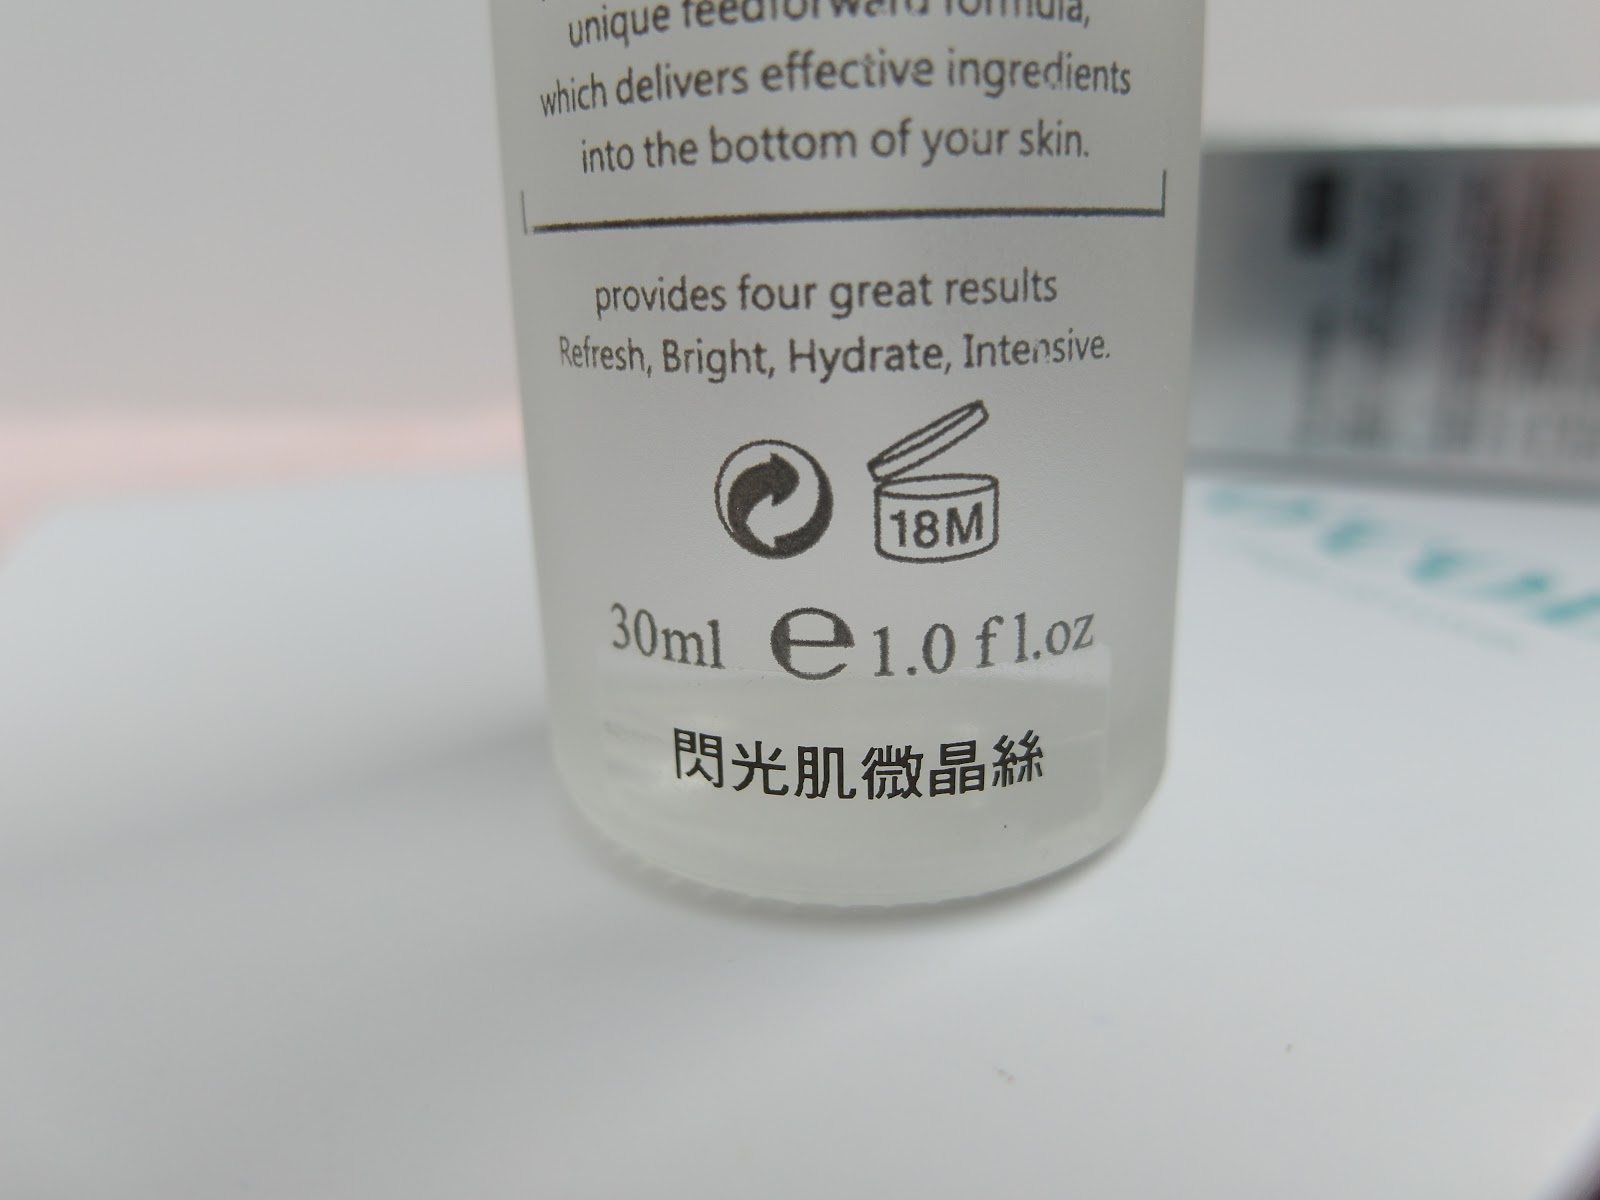 unique feedforward formula,
which delivers effective ingredients
into the bottom of your skin.
provides four great results
Refresh, Bright, Hydrate, Intensive.
18M
30ml e 1.0 fl.oz
閃光肌微晶絲